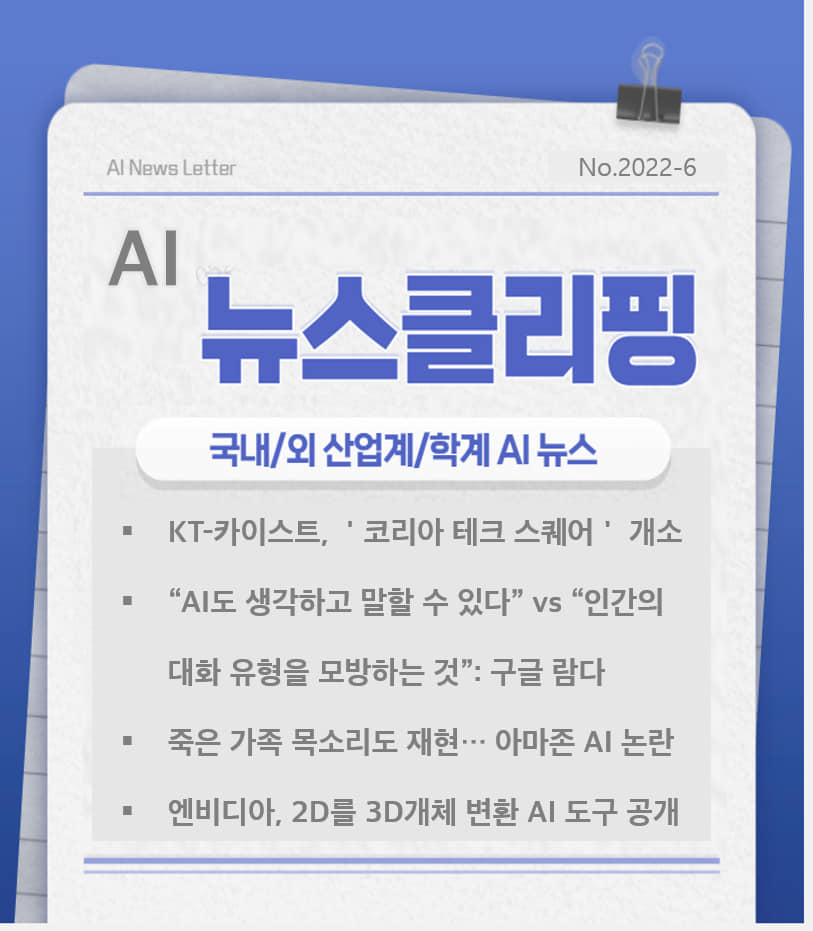 AI News Letter
No.2022-6
AI
뉴스클리핑
국내/외 산업계/학계 AI 뉴스
▪ KT-카이스트, '코리아 테크 스퀘어' 개소
▪ “AI도 생각하고 말할 수 있다” vs “인간의
대화 유형을 모방하는 것”: 구글 람다
▪ 죽은 가족 목소리도 재현… 아마존 AI 논란
▪ 엔비디아, 2D를 3D개체 변환 AI 도구 공개